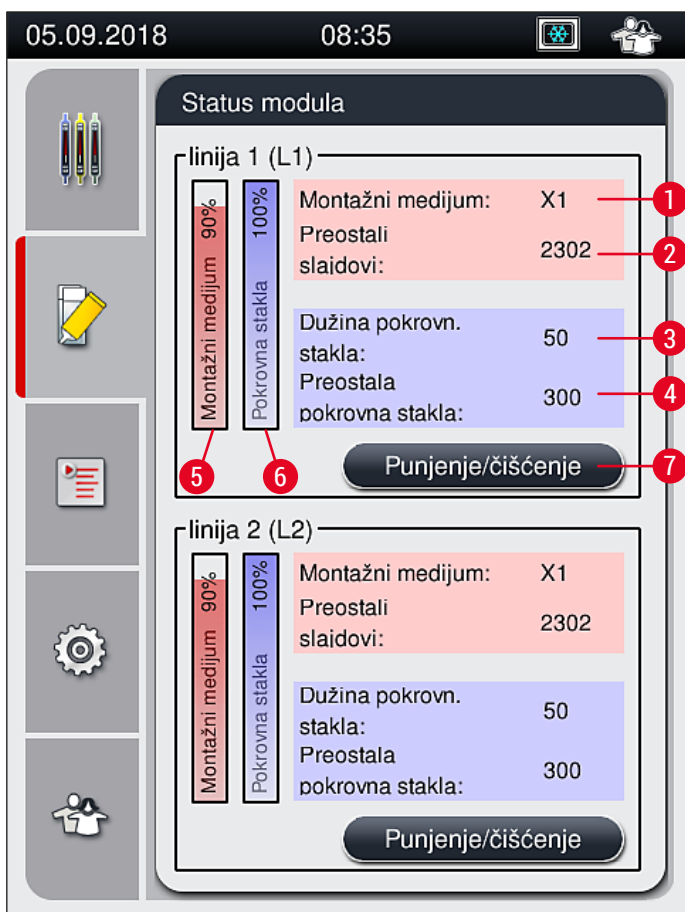 05.09.2018 08:35
Status modula
linija 1 (L1)
Montažni medijum 90%
Pokrovna stakla 100%
Montažni medijum: X1
Preostali
slajdovi: 2302
Dužina pokrovn.
stakla: 50
Preostala
pokrovna stakla: 300
Punjenje/čišćenje
1
2
3
4
5
6
7
linija 2 (L2)
Montažni medijum 90%
Pokrovna stakla 100%
Montažni medijum: X1
Preostali
slajdovi: 2302
Dužina pokrovn.
stakla: 50
Preostala
pokrovna stakla: 300
Punjenje/čišćenje